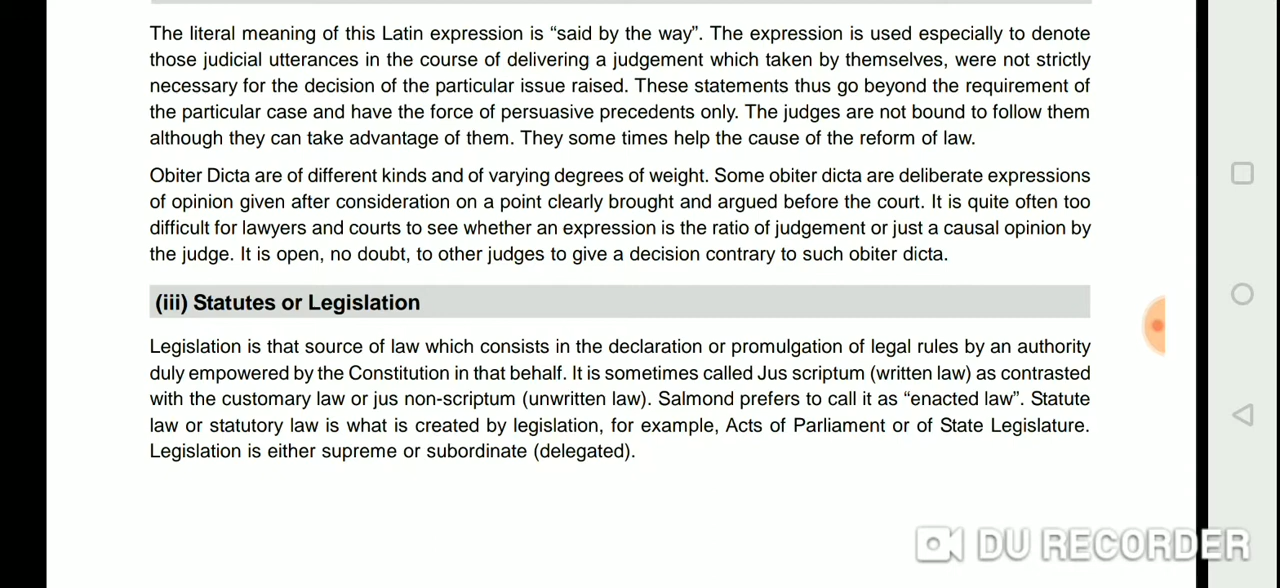 The literal meaning of this Latin expression is “said by the way”. The expression is used especially to denote
those judicial utterances in the course of delivering a judgement which taken by themselves, were not strictly
necessary for the decision of the particular issue raised. These statements thus go beyond the requirement of
the particular case and have the force of persuasive precedents only. The judges are not bound to follow them
although they can take advantage of them. They some times help the cause of the reform of law.
Obiter Dicta are of different kinds and of varying degrees of weight. Some obiter dicta are deliberate expressions
of opinion given after consideration on a point clearly brought and argued before the court. It is quite often too
difficult for lawyers and courts to see whether an expression is the ratio of judgement or just a causal opinion by
the judge. It is open, no doubt, to other judges to give a decision contrary to such obiter dicta.
(iii) Statutes or Legislation
Legislation is that source of law which consists in the declaration or promulgation of legal rules by an authority
duly empowered by the Constitution in that behalf. It is sometimes called Jus scriptum (written law) as contrasted
with the customary law or jus non-scriptum (unwritten law). Salmond prefers to call it as “enacted law”. Statute
law or statutory law is what is created by legislation, for example, Acts of Parliament or of State Legislature.
Legislation is either supreme or subordinate (delegated).
DU RECORDER